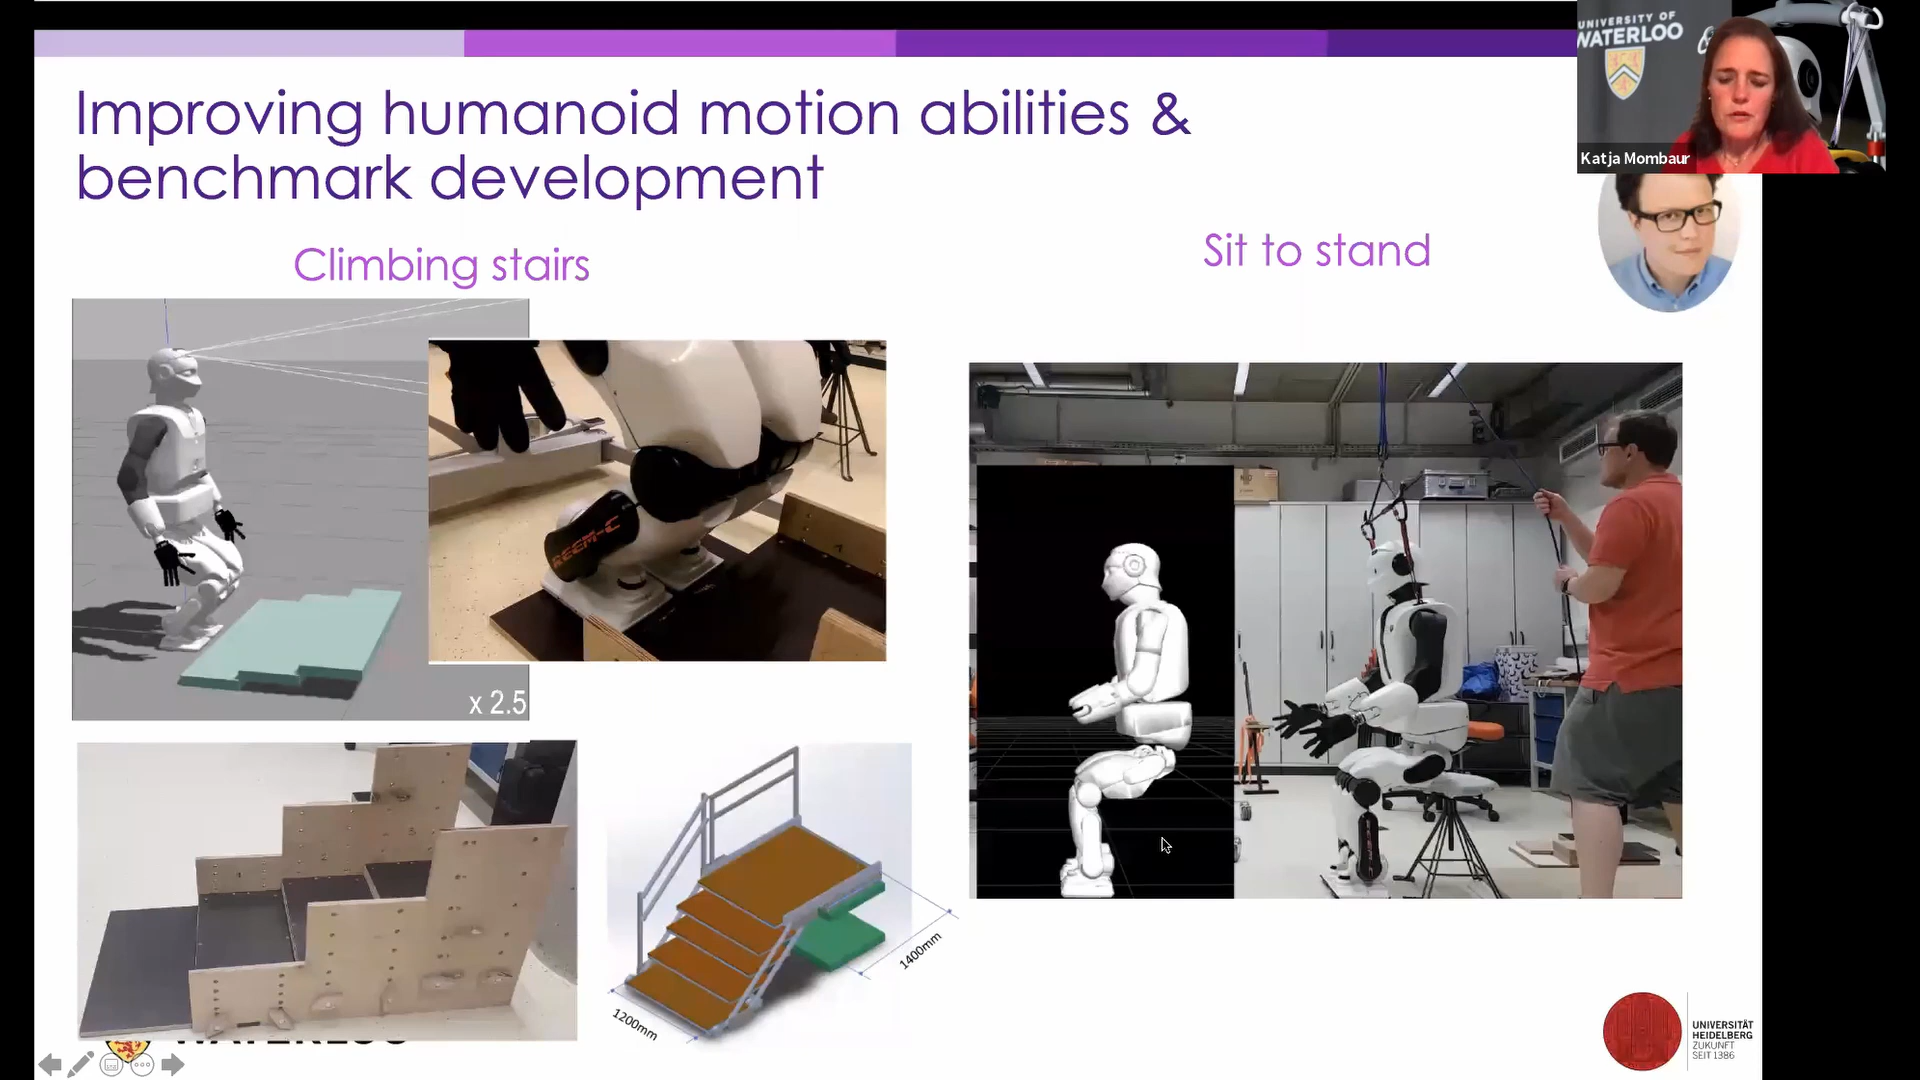 UNIVERSITY OF
WATERLOO
Katja Mombaur
Improving humanoid motion abilities &
benchmark development
Climbing stairs
Sit to stand
REEM-C
x 2.5
1400mm
1200mm
WATERLOO
UNIVERSITÄT
HEIDELBERG
ZUKUNFT
SEIT 1386